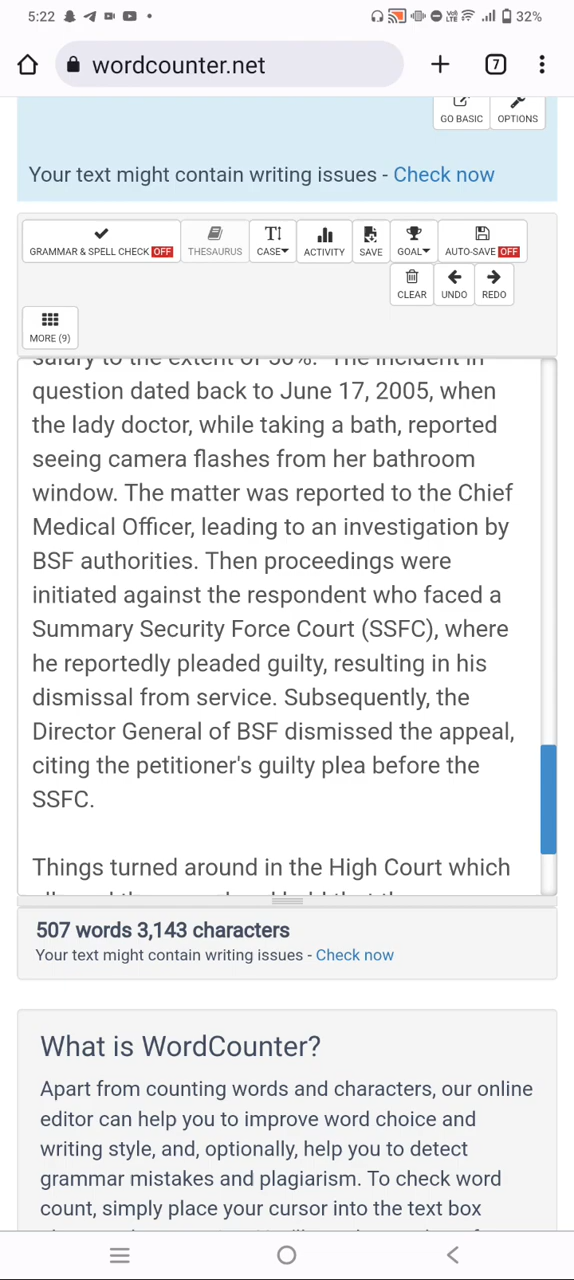 5:22
32%
wordcounter.net
7
GO BASIC
OPTIONS
Your text might contain writing issues - Check now
GRAMMAR & SPELL CHECK OFF
THESAURUS
CASE
ACTIVITY
SAVE
GOAL
AUTO-SAVE OFF
CLEAR
UNDO
REDO
MORE (9)
salary to the extent of 50%." The incident in
question dated back to June 17, 2005, when
the lady doctor, while taking a bath, reported
seeing camera flashes from her bathroom
window. The matter was reported to the Chief
Medical Officer, leading to an investigation by
BSF authorities. Then proceedings were
initiated against the respondent who faced a
Summary Security Force Court (SSFC), where
he reportedly pleaded guilty, resulting in his
dismissal from service. Subsequently, the
Director General of BSF dismissed the appeal,
citing the petitioner's guilty plea before the
SSFC.
Things turned around in the High Court which
507 words 3,143 characters
Your text might contain writing issues - Check now
What is WordCounter?
Apart from counting words and characters, our online
editor can help you to improve word choice and
writing style, and, optionally, help you to detect
grammar mistakes and plagiarism. To check word
count, simply place your cursor into the text box